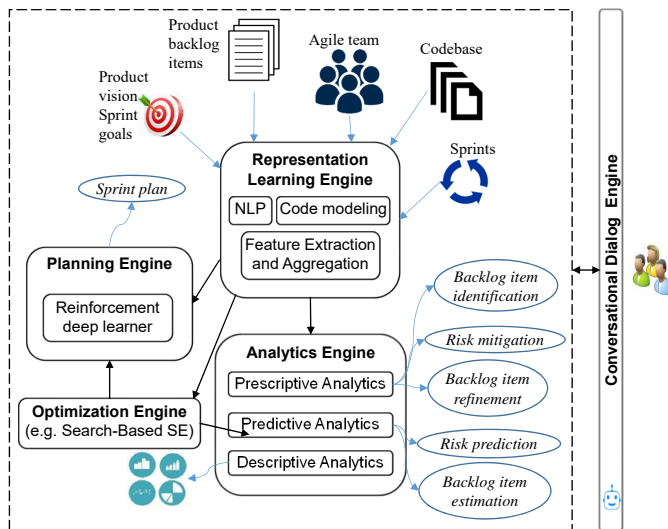 Product
backlog
items
Agile team
Codebase
Product
vision
Sprint
goals
Sprints
Representation
Learning Engine
NLP
Code modeling
Feature Extraction
and Aggregation
Sprint plan
Planning Engine
Reinforcement
deep learner
Backlog item
identification
Analytics Engine
Risk mitigation
Prescriptive Analytics
Backlog item
refinement
Optimization Engine
(e.g. Search-Based SE)
Predictive Analytics
Risk prediction
Descriptive Analytics
Backlog item
estimation
Conversational Dialog Engine